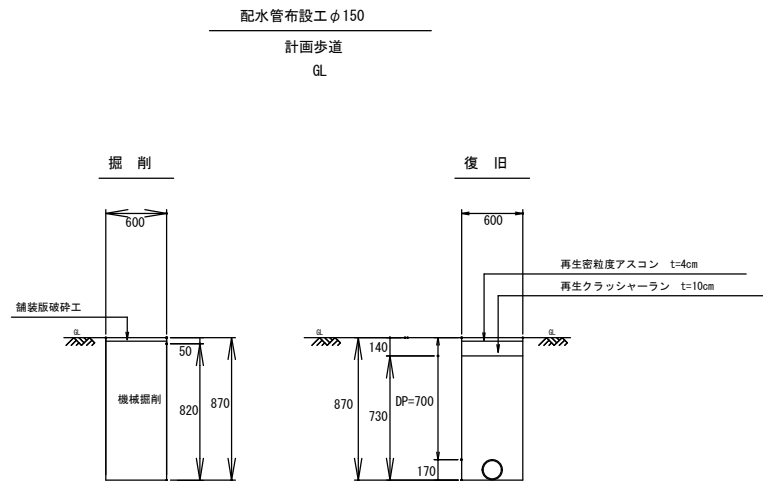 配水管布設工φ150
計画歩道
GL
掘 削
復 旧
600
600
再生密粒度アスコン t=4cm
再生クラッシャーラン t=10cm
舗装版破砕工
GL
GL
GL
50
140
機械掘削
820
870
870
730
DP=700
170